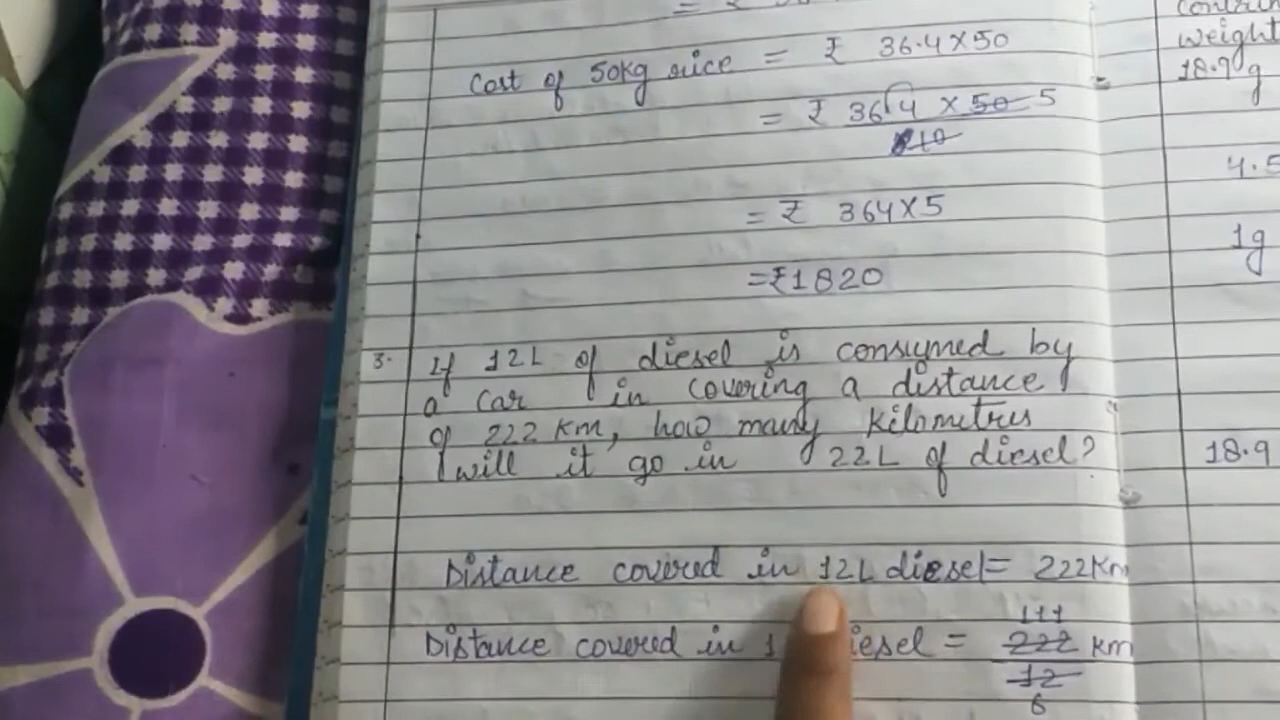 Cost of 50kg rice = ₹ 36.4 x 50
= ₹ 364 x 50 5
10
= ₹ 364 x 5
= ₹1820
3. If 12L of diesel is consumed by
a car in covering a distance
of 222 Km, how many kilometres
will it go in 22L of diesel?
Distance covered in 12L diesel = 222Km
111
Distance covered in 1 diesel = 222 Km
12
6
weight
18.9 g
4.5
1g
18.9